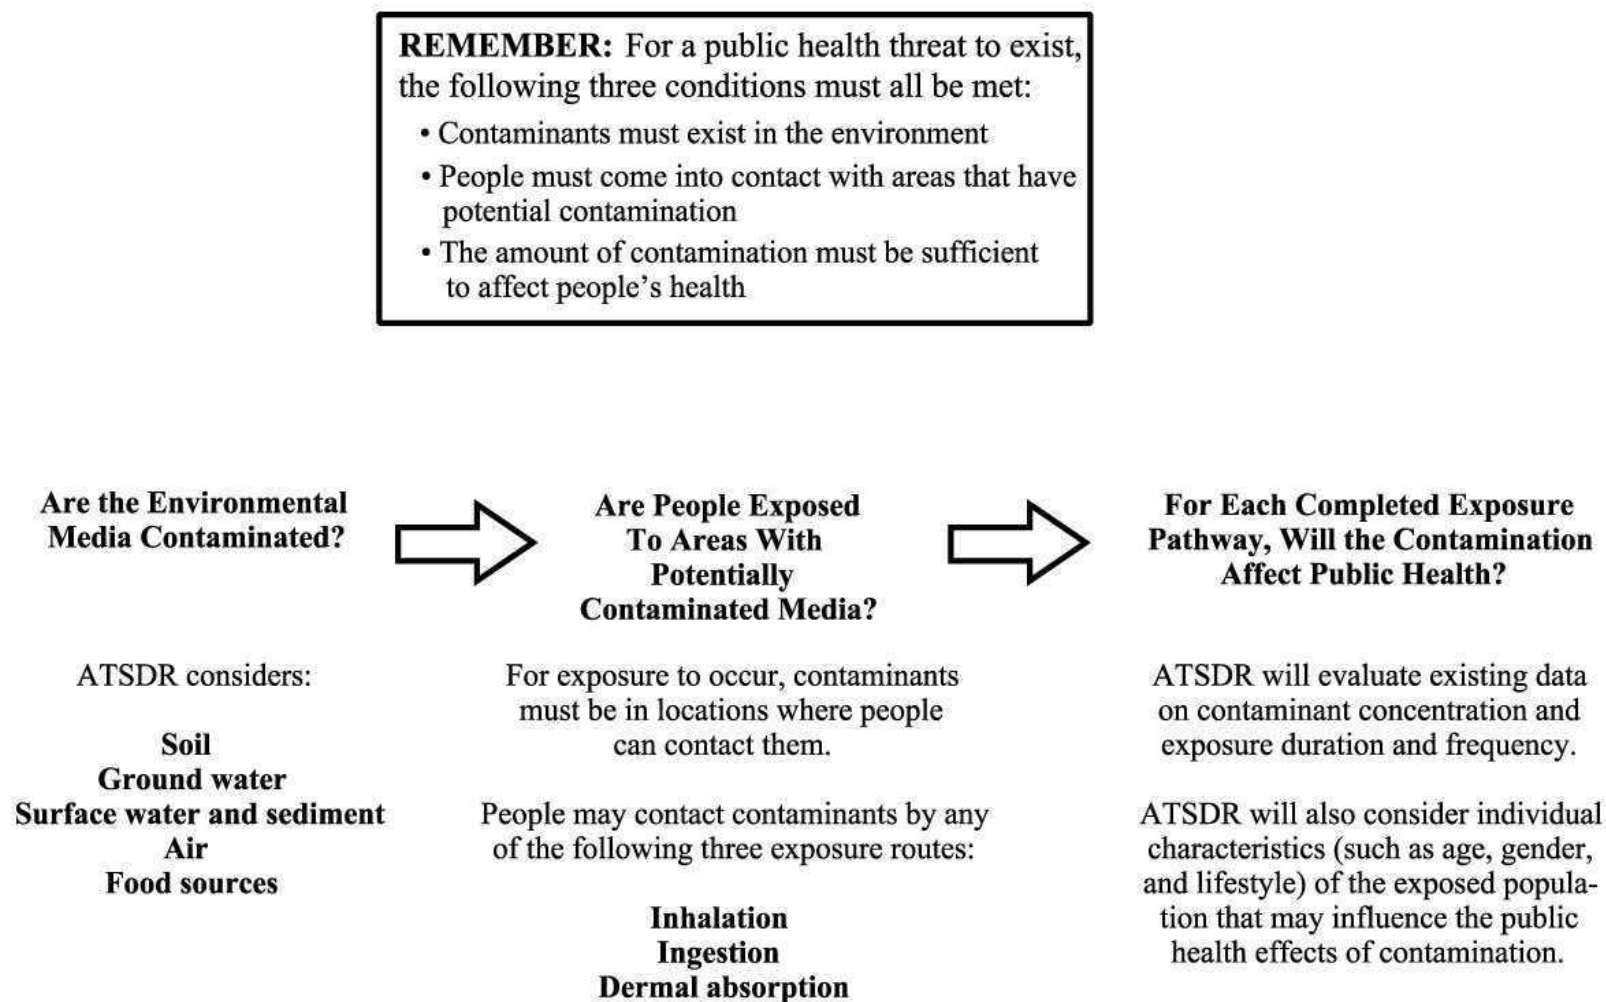 REMEMBER: For a public health threat to exist,
the following three conditions must all be met:
• Contaminants must exist in the environment
• People must come into contact with areas that have
potential contamination
• The amount of contamination must be sufficient
to affect people’s health
Are the Environmental
Media Contaminated?
ATSDR considers:
Soil
Ground water
Surface water and sediment
Air
Food sources
Are People Exposed
To Areas With
Potentially
Contaminated Media?
For exposure to occur, contaminants
must be in locations where people
can contact them.
People may contact contaminants by any
of the following three exposure routes:
Inhalation
Ingestion
Dermal absorption
For Each Completed Exposure
Pathway, Will the Contamination
Affect Public Health?
ATSDR will evaluate existing data
on contaminant concentration and
exposure duration and frequency.
ATSDR will also consider individual
characteristics (such as age, gender,
and lifestyle) of the exposed popula-
tion that may influence the public
health effects of contamination.